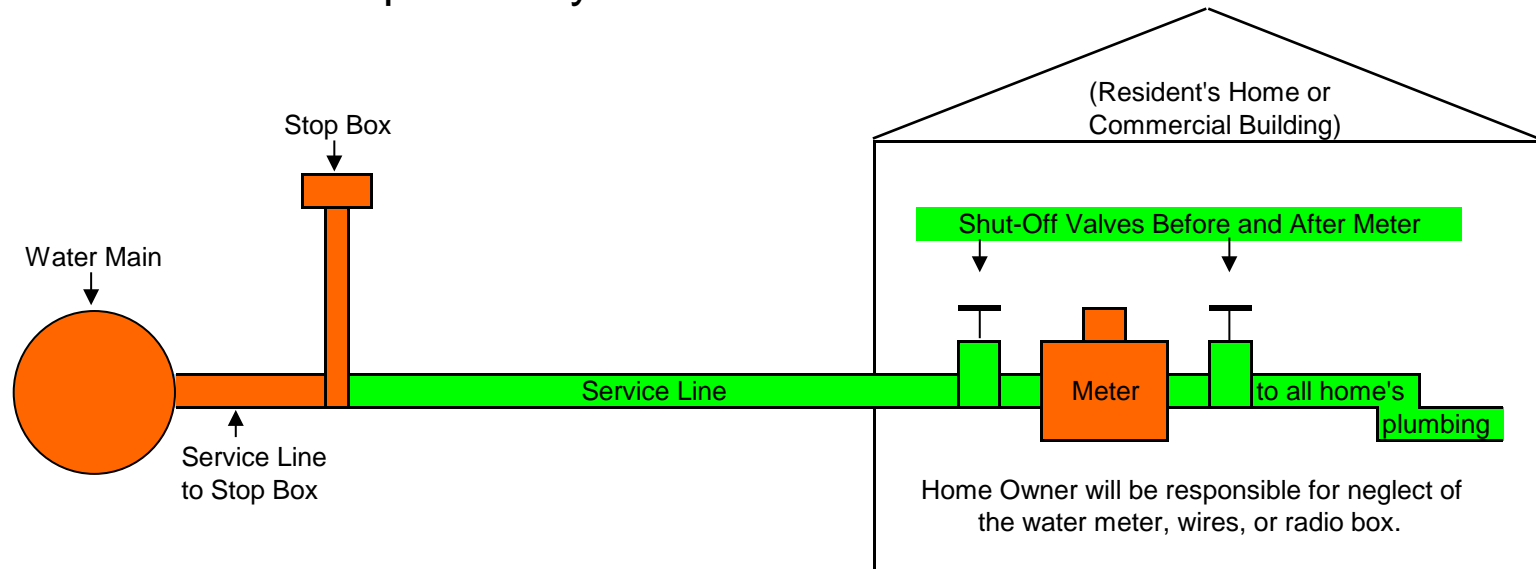 (Resident's Home or
Commercial Building)
Stop Box
Shut-Off Valves Before and After Meter
Water Main
Service Line
Meter
to all home's
plumbing
Service Line
to Stop Box
Home Owner will be responsible for neglect of
the water meter, wires, or radio box.